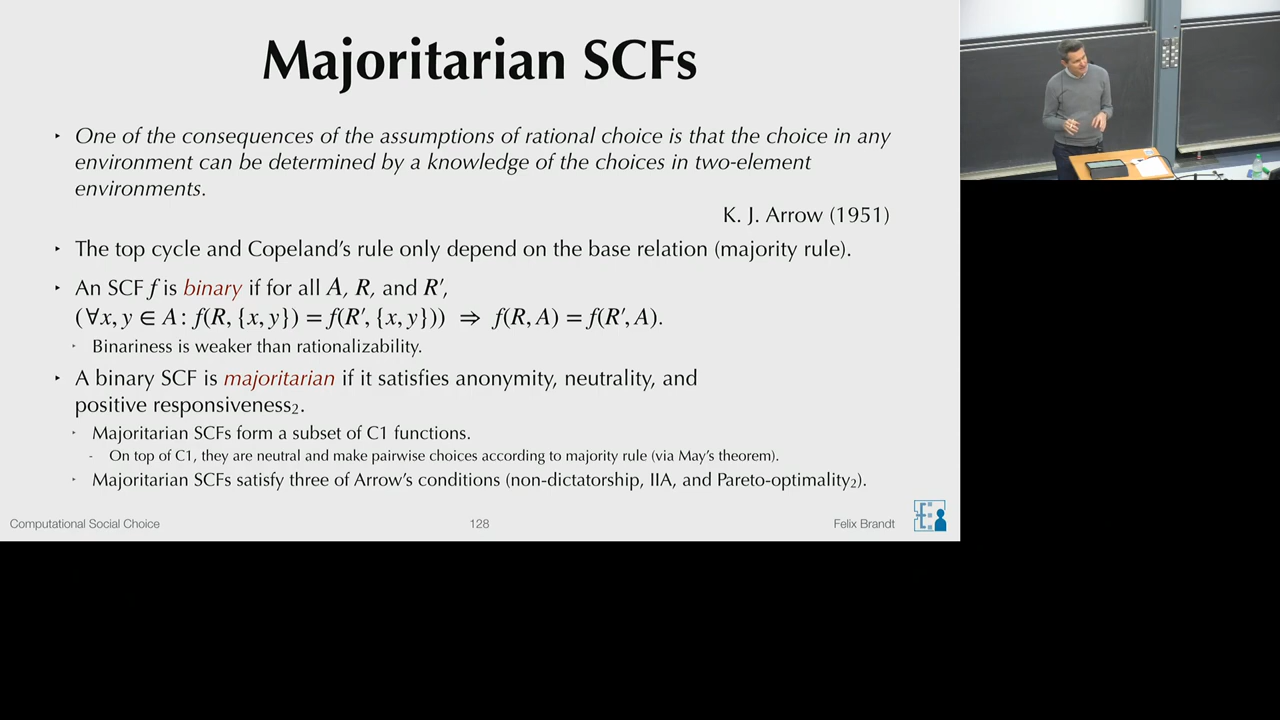 Majoritarian SCFs
‣ One of the consequences of the assumptions of rational choice is that the choice in any
environment can be determined by a knowledge of the choices in two-element
environments.
K. J. Arrow (1951)
‣ The top cycle and Copeland's rule only depend on the base relation (majority rule).
‣ An SCF f is binary if for all A, R, and R′,
(∀x, y ∈ A: f(R, {x, y}) = f(R′, {x, y})) ⇒ f(R, A) = f(R′, A).
‣ Binariness is weaker than rationalizability.
‣ A binary SCF is majoritarian if it satisfies anonymity, neutrality, and
positive responsiveness₂.
‣ Majoritarian SCFs form a subset of C1 functions.
- On top of C1, they are neutral and make pairwise choices according to majority rule (via May's theorem).
‣ Majoritarian SCFs satisfy three of Arrow's conditions (non-dictatorship, IIA, and Pareto-optimality₂).
Computational Social Choice
128
Felix Brandt